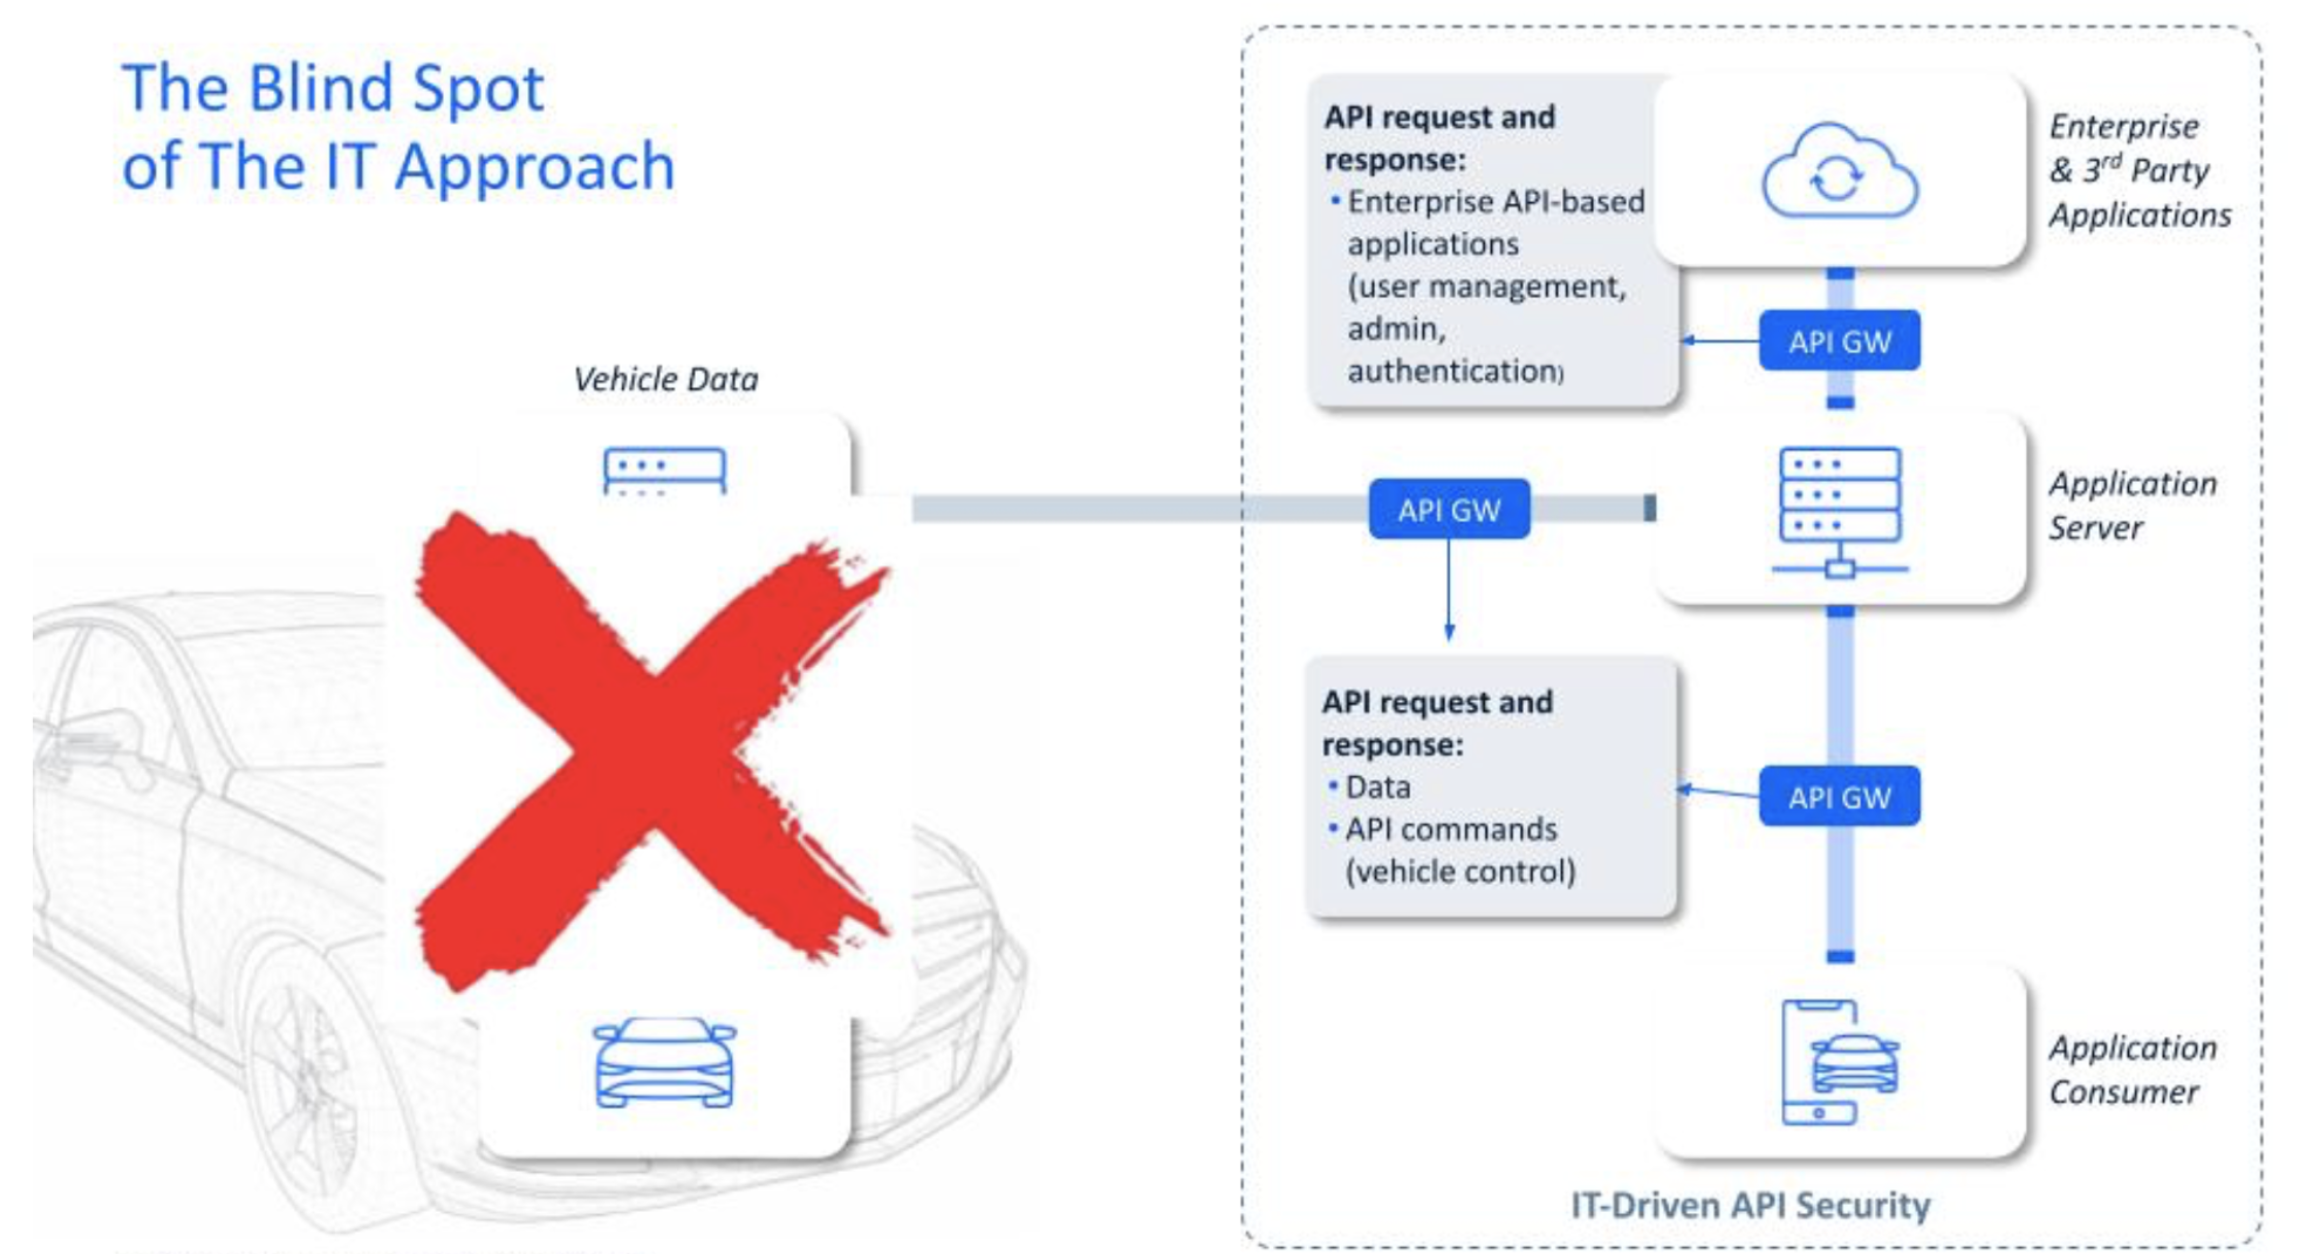 The Blind Spot
of The IT Approach
Vehicle Data
API request and
response:
• Enterprise API-based
applications
(user management,
admin,
authentication)
Enterprise
& 3rd Party
Applications
API GW
API GW
Application
Server
API request and
response:
• Data
• API commands
(vehicle control)
API GW
Application
Consumer
IT-Driven API Security